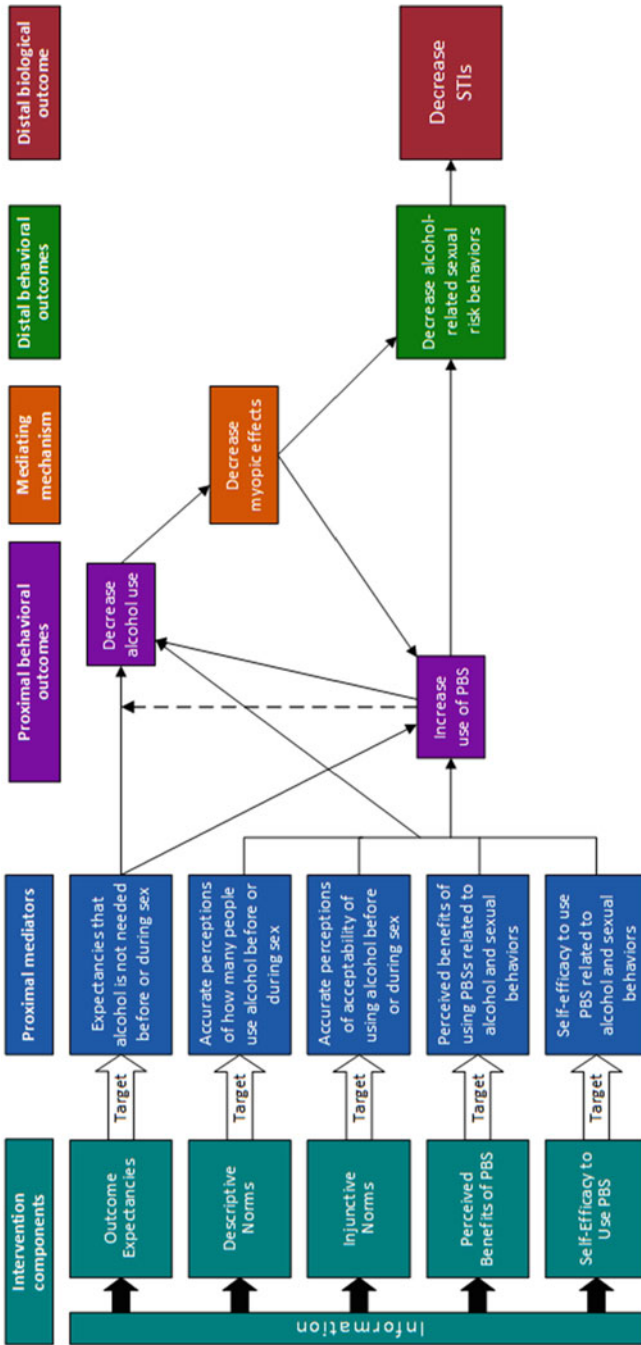 Intervention
components
Proximal mediators
Proximal behavioral
outcomes
Mediating
mechanism
Distal behavioral
outcomes
Distal biological
outcome
Information
Outcome
Expectancies
Target
Expectancies that
alcohol is not needed
before or during sex
Descriptive
Norms
Target
Accurate perceptions
of how many people
use alcohol before or
during sex
Injunctive
Norms
Target
Accurate perceptions
of acceptability of
using alcohol before
or during sex
Perceived
Benefits of PBS
Target
Perceived benefits of
using PBSs related to
alcohol and sexual
behaviors
Self-Efficacy to
Use PBS
Target
Self-efficacy to use
PBS related to
alcohol and sexual
behaviors
Decrease
alcohol use
Increase
use of PBS
Decrease
myopic effects
Decrease alcohol-
related sexual
risk behaviors
Decrease
STIs